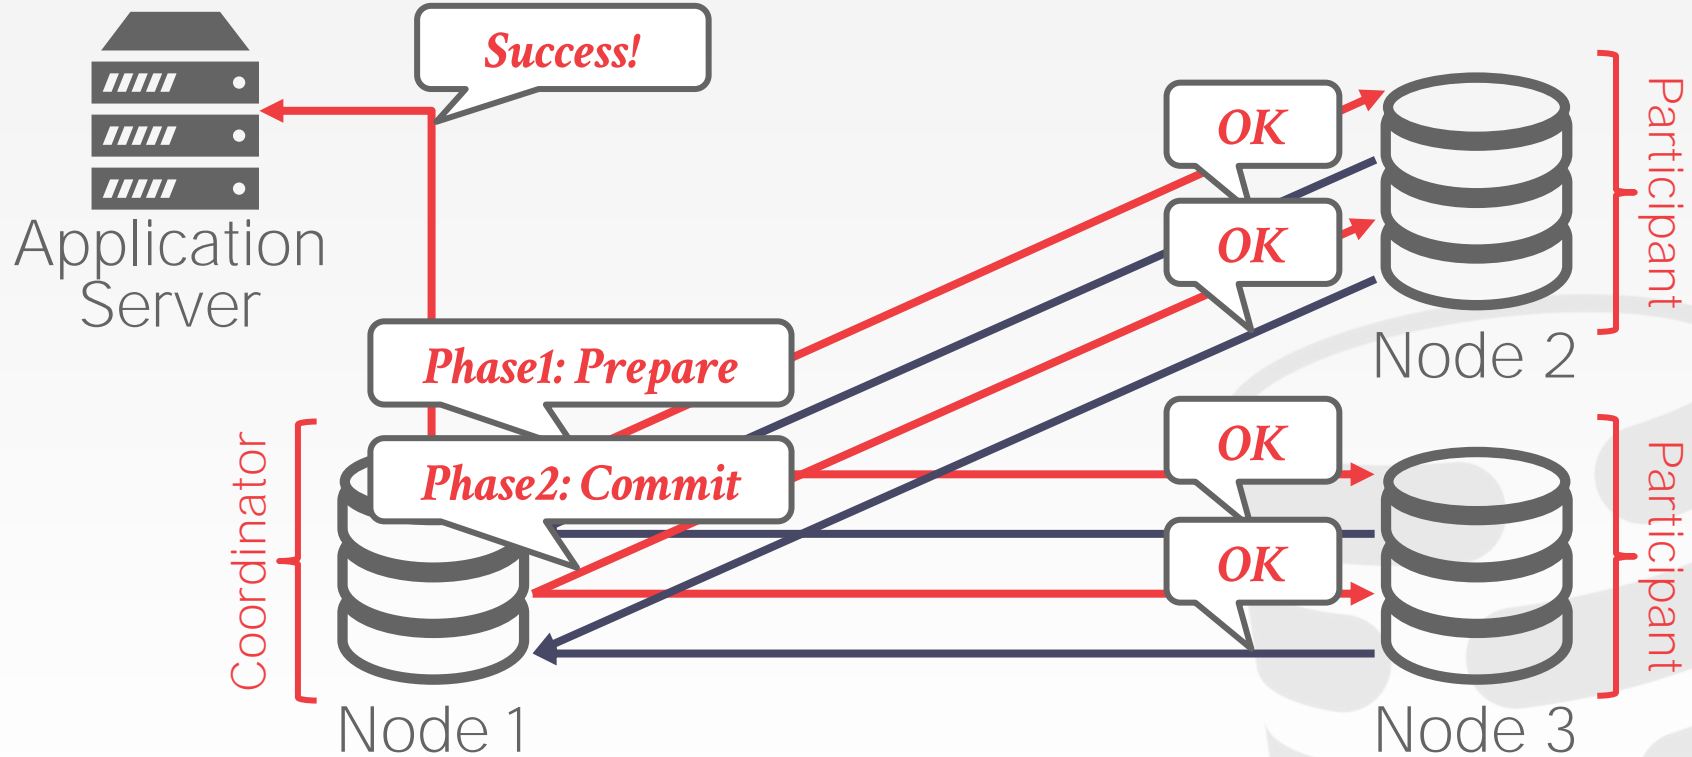 Success!
OK
Participant
Application
Server
OK
Node 2
Phase1: Prepare
Coordinator
Phase2: Commit
OK
Participant
OK
Node 1
Node 3